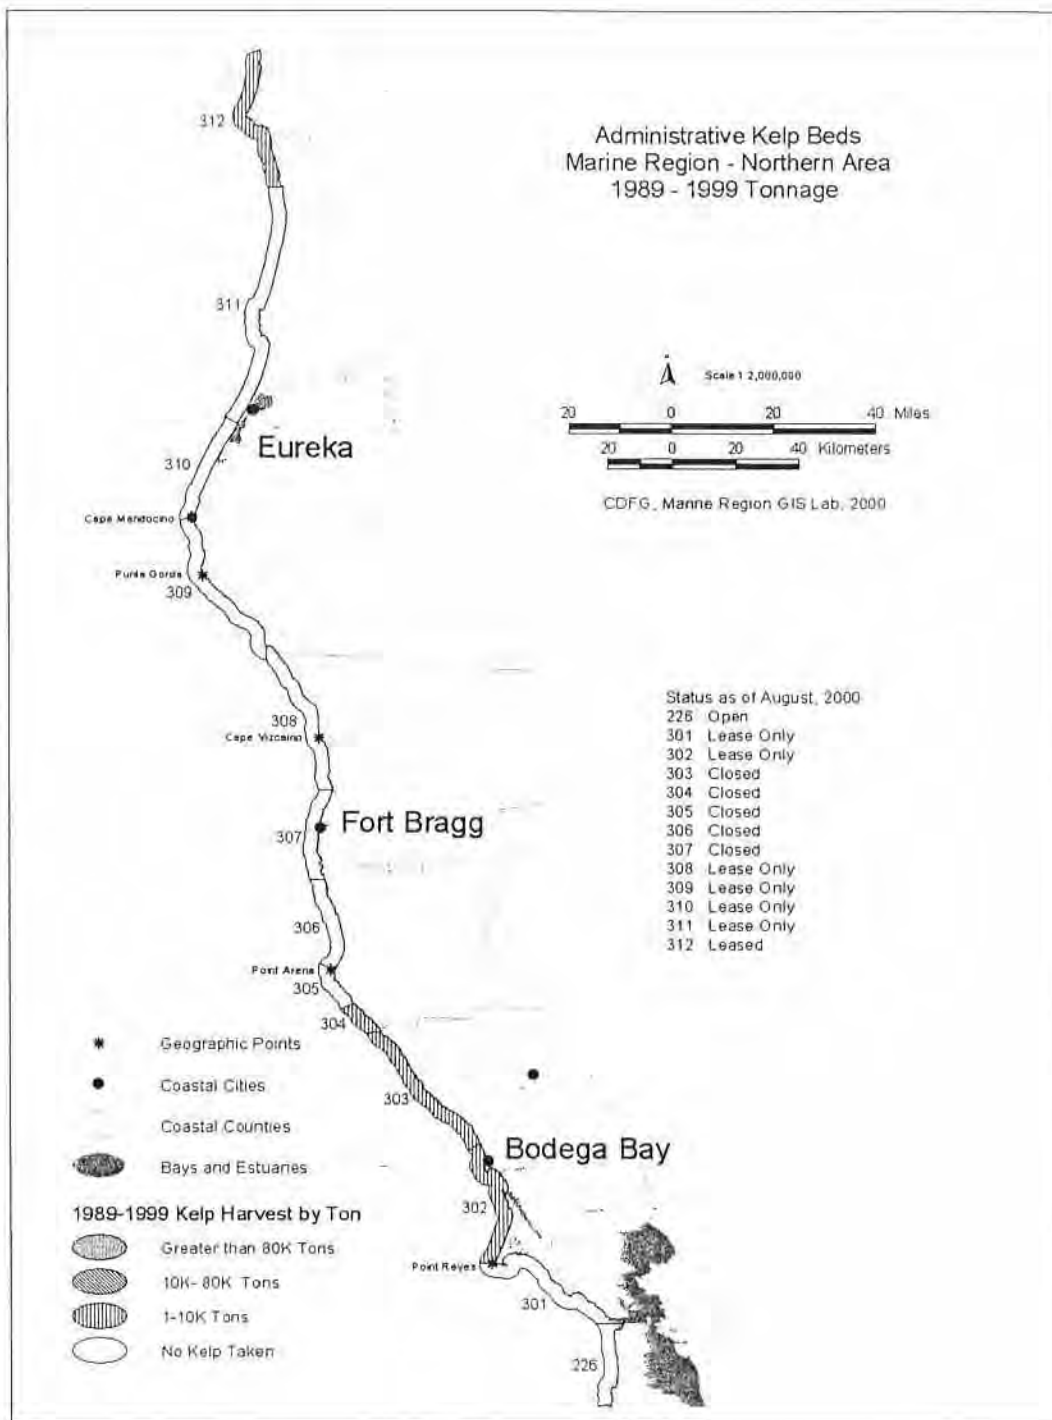 Administrative Kelp Beds
Marine Region - Northern Area
1989 - 1999 Tonnage
312
311
Scale 1 2,000,000
20 0 20 40 Miles
20 0 20 40 Kilometers
CDFG, Marine Region GIS Lab, 2000
Eureka
310
Cape Mendocino
Punta Gorda
309
308
Cape Vizcaino
Status as of August, 2000
226 Open
301 Lease Only
302 Lease Only
303 Closed
304 Closed
305 Closed
306 Closed
307 Closed
308 Lease Only
309 Lease Only
310 Lease Only
311 Lease Only
312 Leased
307
Fort Bragg
306
Point Arena
305
304
303
Bodega Bay
302
Point Reyes
301
226
Geographic Points
Coastal Cities
Coastal Counties
Bays and Estuaries
1989-1999 Kelp Harvest by Ton
Greater than 80K Tons
10K- 80K Tons
1-10K Tons
No Kelp Taken